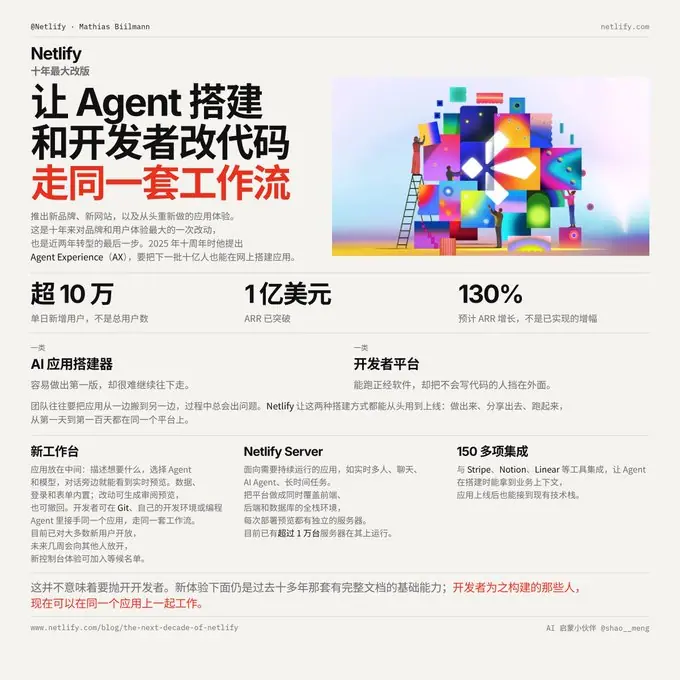 @Netlify · Mathias Biilmann
netlify.com
Netlify
十年最大改版
让 Agent 搭建
和开发者改代码
走同一套工作流
推出新品牌、新网站，以及从头重新做的应用体验。
这是十年来对品牌和用户体验最大的一次改动，
也是近两年转型的最后一步。2025 年十周年时他提出
Agent Experience（AX），要把下一批十亿人也能在网上搭建应用。
超 10 万
单日新增用户，不是总用户数
1 亿美元
ARR 已突破
130%
预计 ARR 增长，不是已实现的增幅
一类
AI 应用搭建器
容易做出第一版，却很难继续往下走。
一类
开发者平台
能跑正经软件，却把不会写代码的人挡在外面。
团队往往要把应用从一边搬到另一边，过程中总会出问题。Netlify 让这两种搭建方式都能从头用到上线：做出来、分享出去、跑起来，
从第一天到第一百天都在同一个平台上。
新工作台
应用放在中间：描述想要什么，选择 Agent
和模型，对话旁边就能看到实时预览。数据、
登录和表单内置；改动可生成审阅预览，
也可撤回。开发者可在 Git、自己的开发环境或编程
Agent 里接手同一个应用，走同一套工作流。
目前已对大多数新用户开放，
未来几周会向其他人放开，
新控制台体验可加入等候名单。
Netlify Server
面向需要持续运行的应用，如实时多人、聊天、
AI Agent、长时间任务。
把平台做成同时覆盖前端、
后端和数据库的全栈环境，
每次部署预览都有独立的服务器。
目前已有超过 1 万台服务器在其上运行。
150 多项集成
与 Stripe、Notion、Linear 等工具集成，让 Agent
在搭建时能拿到业务上下文，
应用上线后也能接到现有技术栈。
这并不意味着要抛开开发者。新体验下面仍是过去十多年那套有完整文档的基础能力；开发者为之构建的那些人，
现在可以在同一个应用上一起工作。
www.netlify.com/blog/the-next-decade-of-netlify
AI 启蒙小伙伴 @shao__meng